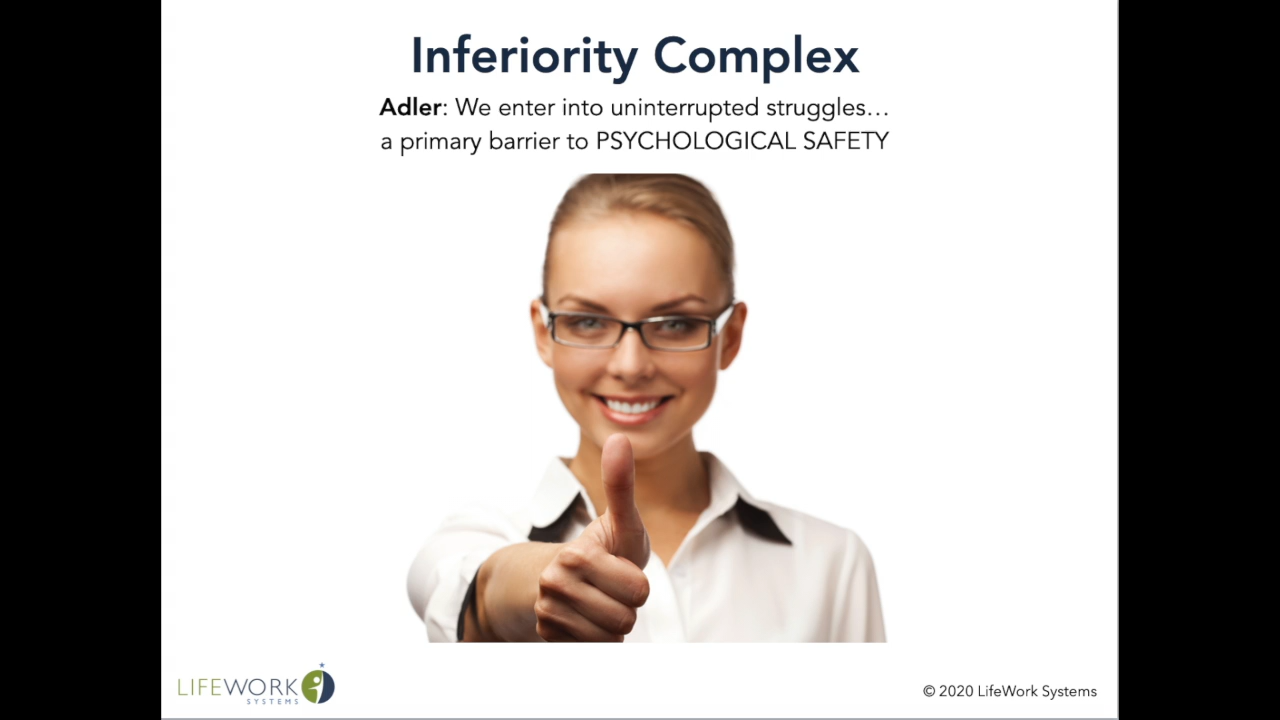 Inferiority Complex
Adler: We enter into uninterrupted struggles…
a primary barrier to PSYCHOLOGICAL SAFETY
LIFEWORK
SYSTEMS
© 2020 LifeWork Systems